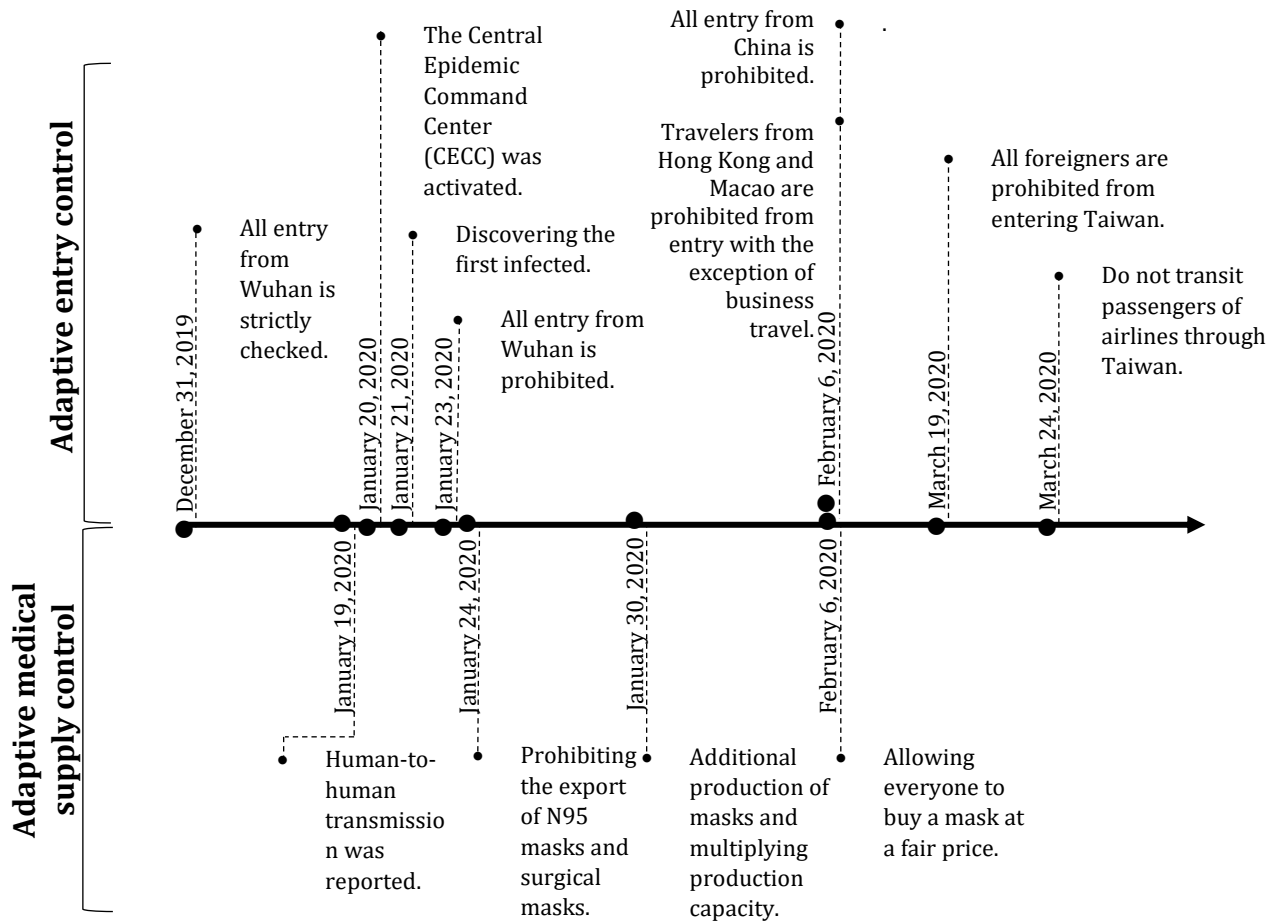 Adaptive entry control
December 31, 2019
All entry
from
Wuhan is
strictly
checked.
January 20, 2020
The Central
Epidemic
Command
Center
(CECC) was
activated.
January 21, 2020
Discovering the
first infected.
January 23, 2020
All entry from
Wuhan is
prohibited.
February 6, 2020
All entry from
China is
prohibited.
Travelers from
Hong Kong and
Macao are
prohibited from
entry with the
exception of
business
travel.
March 19, 2020
All foreigners are
prohibited from
entering Taiwan.
March 24, 2020
Do not transit
passengers of
airlines through
Taiwan.
.
Adaptive medical
supply control
January 19, 2020
Human-to-
human
transmissio
n was
reported.
January 24, 2020
Prohibiting
the export
of N95
masks and
surgical
masks.
January 30, 2020
Additional
production of
masks and
multiplying
production
capacity.
February 6, 2020
Allowing
everyone to
buy a mask at
a fair price.